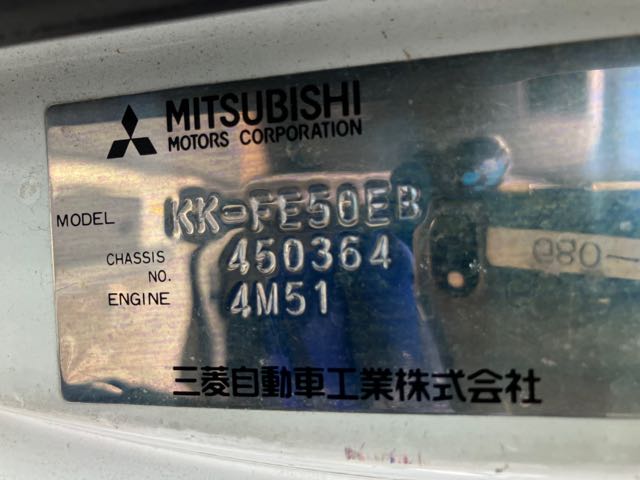 MITSUBISHI
MOTORS CORPORATION
MODEL KK-FE50EB
CHASSIS NO. 450364
ENGINE 4M51
三菱自動車工業株式会社